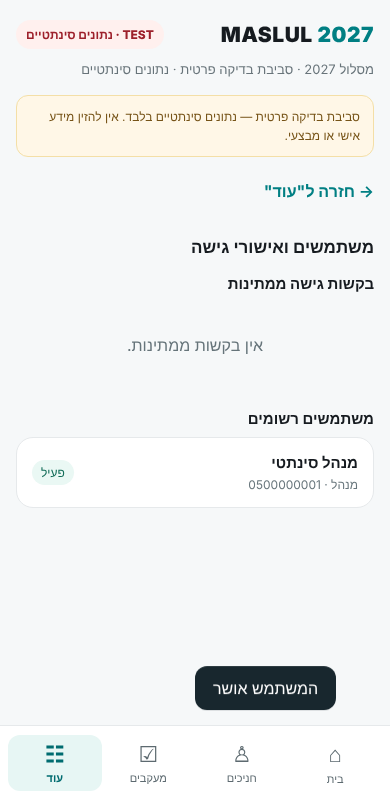 MASLUL 2027
TEST · נתונים סינתטיים
מסלול 2027 · סביבת בדיקה פרטית · נתונים סינתטיים
סביבת בדיקה פרטית — נתונים סינתטיים בלבד. אין להזין מידע
אישי או מבצעי.
→ חזרה ל"עוד"
משתמשים ואישורי גישה
בקשות גישה ממתינות
אין בקשות ממתינות.
משתמשים רשומים
מנהל סינתטי
פעיל
מנהל · 0500000001
המשתמש אושר
בית
חניכים
מעקבים
עוד